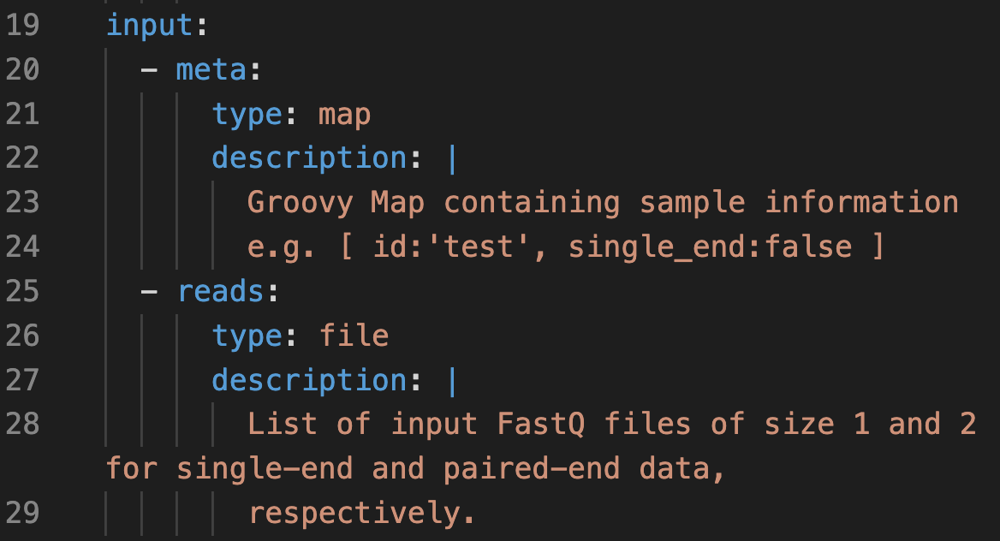 19 input:
20 - meta:
21 type: map
22 description: |
23 Groovy Map containing sample information
24 e.g. [ id:'test', single_end:false ]
25 - reads:
26 type: file
27 description: |
28 List of input FastQ files of size 1 and 2
for single-end and paired-end data,
29 respectively.